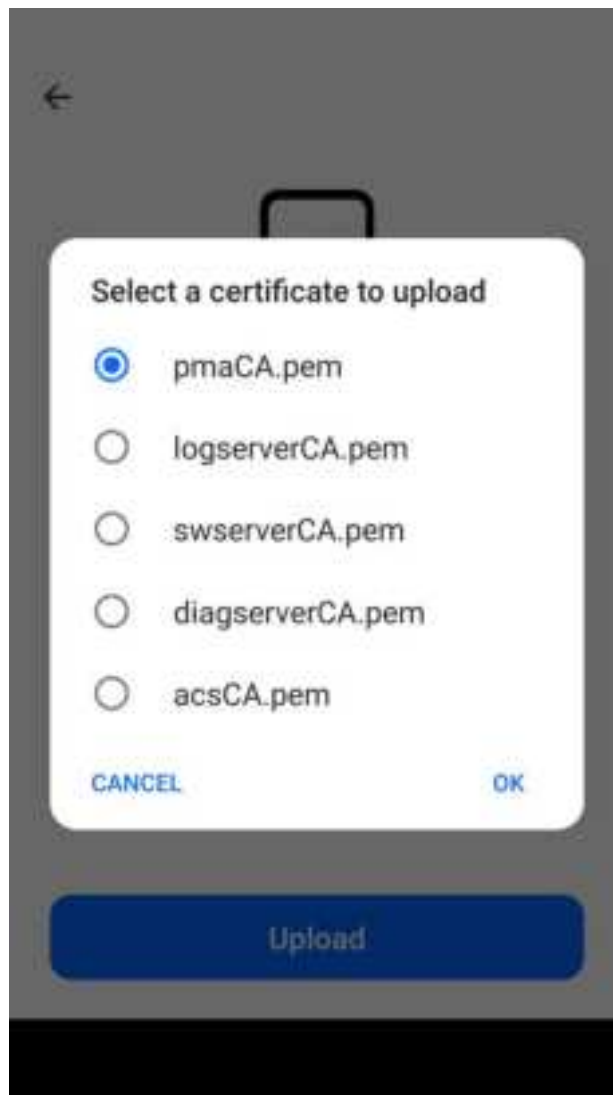 Select a certificate to upload
pmaCA.pem
logserverCA.pem
swserverCA.pem
diagserverCA.pem
acsCA.pem
CANCEL OK
Upload